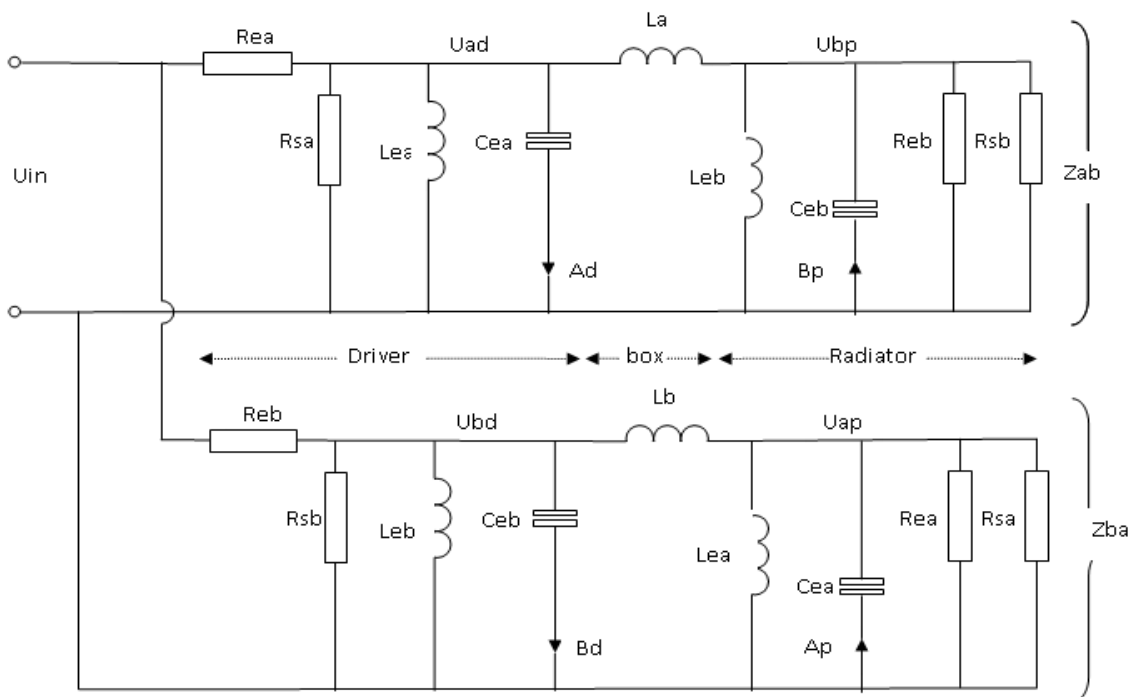 La
Rea
Uad
Ubp
Rsa
Lea
Cea
Reb
Rsb
Uin
Leb
Zab
Ceb
Ad
Bp
Driver
box
Radiator
Lb
Reb
Ubd
Uap
Rsb
Leb
Ceb
Rea
Rsa
Zba
Lea
Cea
Bd
Ap